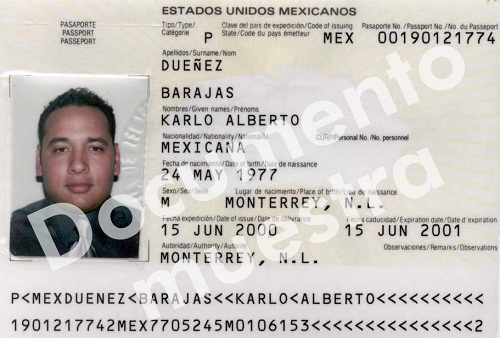 ESTADOS UNIDOS MEXICANOS
PASAPORTE
PASSPORT
PASSEPORT
Tipo/Type/ Clave del país de expedición/Code of issuing Pasaporte No./Passport No./No. du Passeport
Catégorie P State/Code du pays émetteur MEX 00190121774
Apellidos/Surname/Nom
DUEÑEZ
BARAJAS
Nombres/Given names/Prénoms
KARLO ALBERTO
Nacionalidad/Nationality/Nationalité CURP/Personal No./No. personnel
MEXICANA
Fecha de nacimiento/Date of birth/Date de naissance
24 MAY 1977
Sexo/Sex/Sexe Lugar de nacimiento/Place of birth/Lieu de naissance
M MONTERREY, N.L.
Fecha expedición/Date of issue/Date de délivrance Fecha caducidad/Expiration date/Date d'expiration
15 JUN 2000 15 JUN 2001
Autoridad/Authority/Autorité Observaciones/Remarks/Observations
MONTERREY, N.L.
Documento
muestra
P<MEXDUENEZ<BARAJAS<<KARLO<ALBERTO<<<<<<<<<<
1901217742MEX7705245M0106153<<<<<<<<<<<<<<<2